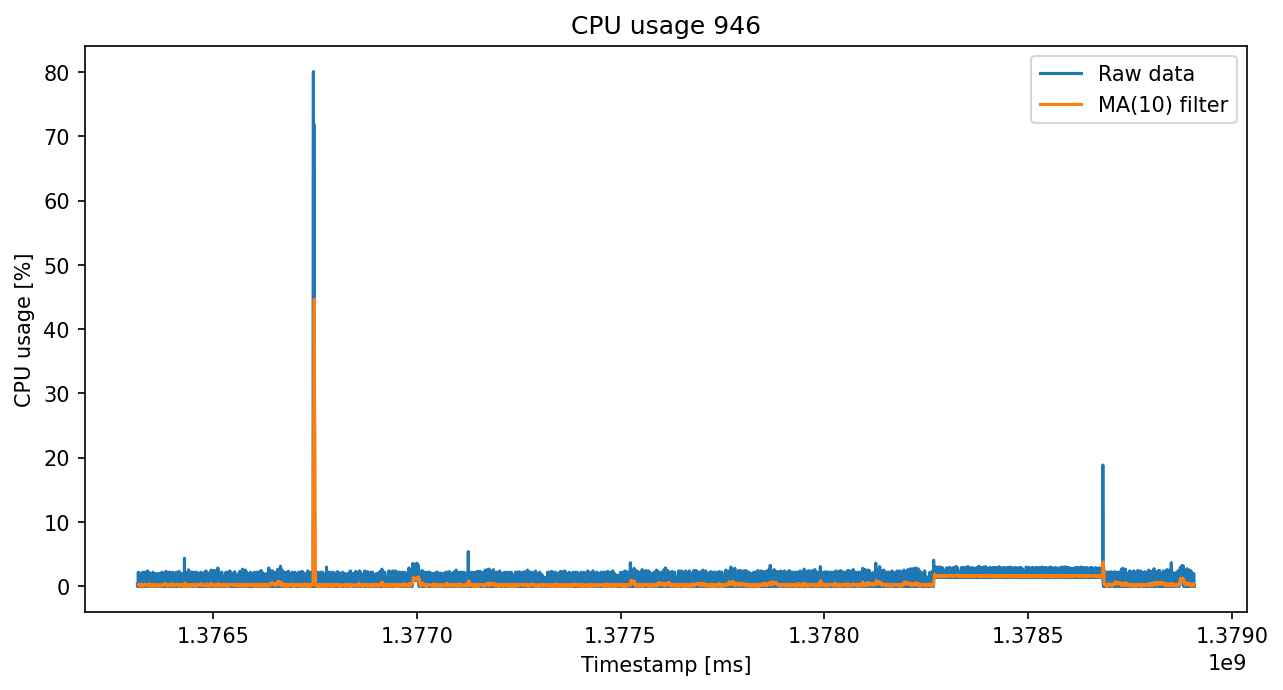 CPU usage 946
Raw data
MA(10) filter
CPU usage [%]
80
70
60
50
40
30
20
10
0
1.3765 1.3770 1.3775 1.3780 1.3785 1.3790
1e9
Timestamp [ms]